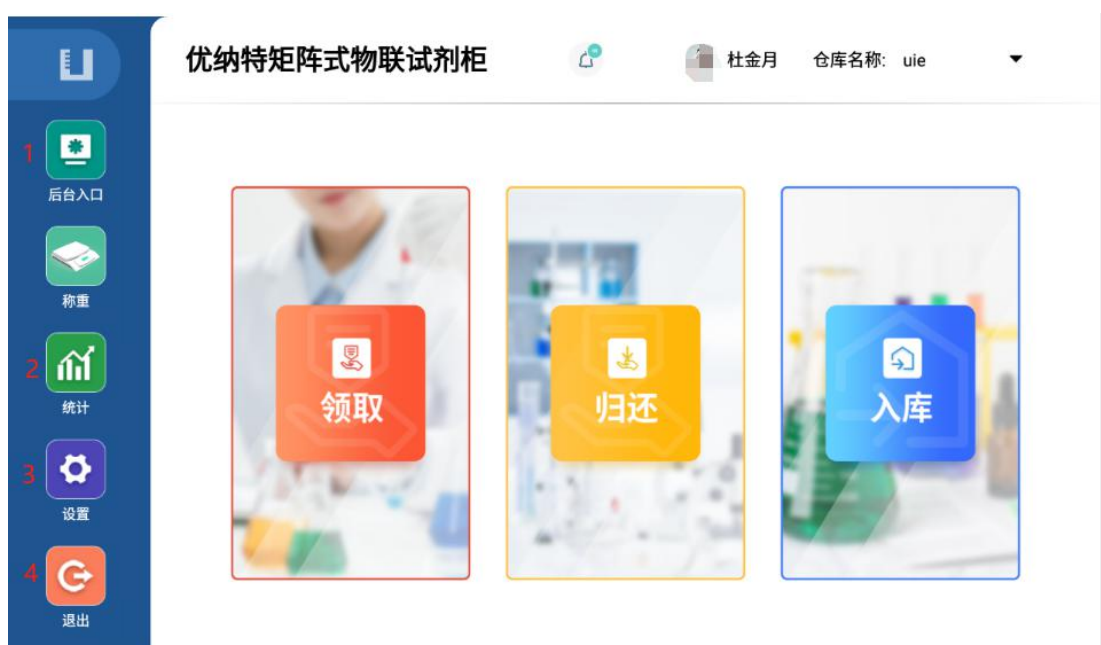 优纳特矩阵式物联试剂柜
杜金月
仓库名称: uie
1
后台入口
称重
2
统计
3
设置
4
退出
领取
归还
入库